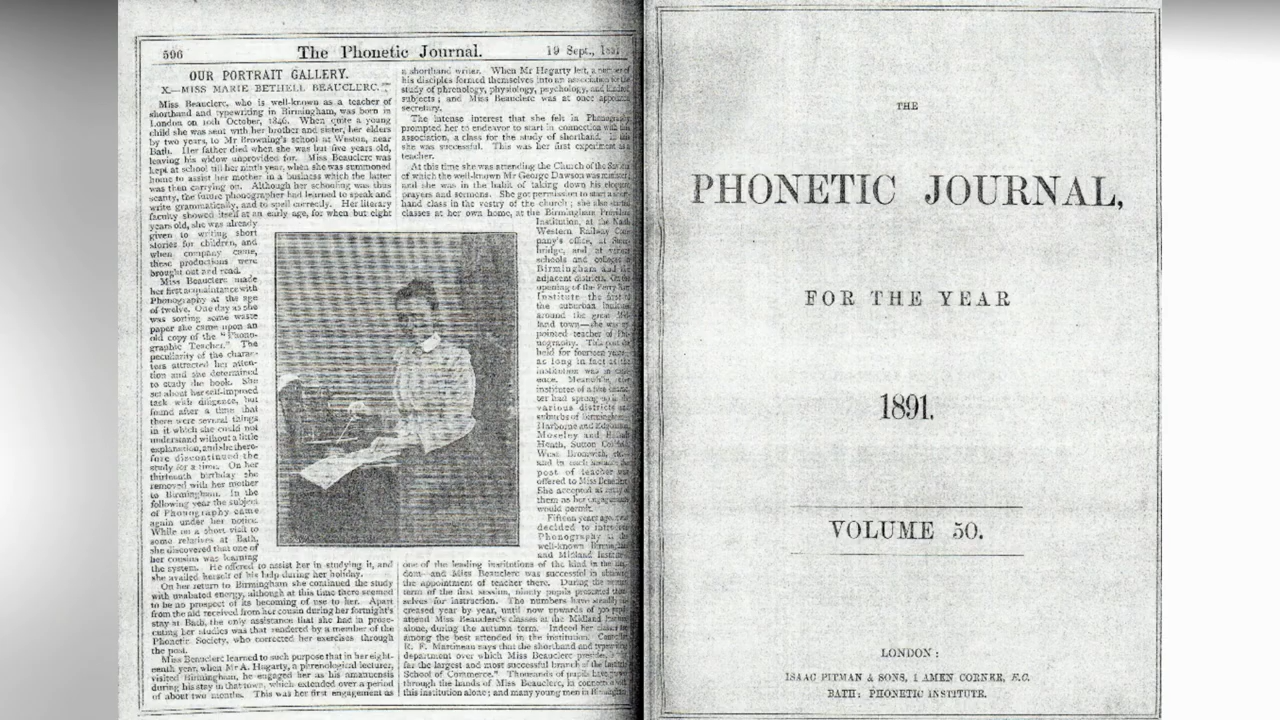 596 The Phonetic Journal. 19 Sept., 1891
OUR PORTRAIT GALLERY.
X.—MISS MARIE BETHELL BEAUCLERC.
Miss Beauclerc, who is well-known as a teacher of
shorthand and typewriting in Birmingham, was born in
London on 10th October, 1846. When quite a young
child she was sent with her brother and sister, her elders
by two years, to Mr Browning's school at Weston, near
Bath. Her father died when she was but five years old,
leaving his widow unprovided for. Miss Beauclerc was
kept at school till her ninth year, when she was summoned
home to assist her mother in a business which the latter
was then carrying on. Although her schooling was thus
scanty, the future phonographer had learned to speak and
write grammatically, and to spell correctly. Her literary
faculty showed itself at an early age, for when but eight
years old, she was already
given to writing short
stories for children, and
when company came,
these productions were
brought out and read.
Miss Beauclerc made
her first acquaintance with
Phonography at the age
of twelve. One day as she
was sorting some waste
paper she came upon an
old copy of the "Phono-
graphic Teacher." The
peculiarity of the charac-
ters attracted her atten-
tion and she determined
to study the book. She
set about her self-imposed
task with diligence, but
found after a time that
there were several things
in it which she could not
understand without a little
explanation, and she there-
fore discontinued the
study for a time. On her
thirteenth birthday she
removed with her mother
to Birmingham. In the
following year the subject
of Phonography came
again under her notice.
While on a short visit to
some relatives at Bath,
she discovered that one of
her cousins was learning
the system. He offered to assist her in studying it, and
she availed herself of his help during her holiday.
On her return to Birmingham she continued the study
with unabated energy, although at this time there seemed
to be no prospect of its becoming of use to her. Apart
from the aid received from her cousin during her fortnight's
stay at Bath, the only assistance that she had in prose-
cuting her studies was that rendered by a member of the
Phonetic Society, who corrected her exercises through
the post.
Miss Beauclerc learned to such purpose that in her eight-
eenth year, when Mr A. Hagarty, a phrenological lecturer,
visited Birmingham, he engaged her as his amanuensis
during his stay in that town, which extended over a period
of about two months. This was her first engagement as
a shorthand writer. When Mr Hagarty left, a number of
his disciples formed themselves into an association for the
study of phrenology, physiology, psychology, and kindred
subjects; and Miss Beauclerc was at once appointed
secretary.
The intense interest that she felt in Phonography
prompted her to endeavor to start in connection with this
association, a class for the study of shorthand. In this
she was successful. This was her first experiment as a
teacher.
At this time she was attending the Church of the Saviour
of which the well-known Mr George Dawson was minister,
and she was in the habit of taking down his eloquent
prayers and sermons. She got permission to start a short-
hand class in the vestry of the church; she also started
classes at her own home, at the Birmingham
Institution, at the
Western Railway Com-
pany's office, at
bridge, and at various
schools and colleges in
Birmingham and the
adjacent districts. On the
opening of the Perry Barr
Institute the first of
the suburban institutes
around the great Mid-
land town—she was ap-
pointed teacher of Pho-
nography. This post she
held for fourteen years—
as long in fact as the
institution was in exist-
ence. Meanwhile, other
institutes of a like charac-
ter had sprung up in the
various districts and
suburbs of Birmingham,
Harborne and Edgbaston,
Moseley and
Heath, Sutton Coldfield,
West Bromwich, etc.—
and in each instance the
post of teacher was
offered to Miss Beauclerc.
She accepted as many of
them as her engagements
would permit.
Fifteen years ago, it was
decided to introduce
Phonography in the
well-known Birmingham
and Midland Institute,
one of the leading institutions of the kind in the king-
dom—and Miss Beauclerc was successful in obtaining
the appointment of teacher there. During the
term of the first session, ninety pupils presented them-
selves for instruction. The numbers have steadily in-
creased year by year, until now upwards of 300 pupils
attend Miss Beauclerc's classes at the Midland Institute
alone, during the autumn term. Indeed her classes are
among the best attended in the institution. Councillor
R. F. Martineau says that the shorthand and typewriting
department over which Miss Beauclerc presides, is "by
far the largest and most successful branch of the Institute
School of Commerce." Thousands of pupils have passed
through the hands of Miss Beauclerc, in connection with
this institution alone; and many young men in Birmingham
THE
PHONETIC JOURNAL,
FOR THE YEAR
1891.
VOLUME 50.
LONDON:
ISAAC PITMAN & SONS, 1 AMEN CORNER, E.C.
BATH: PHONETIC INSTITUTE.